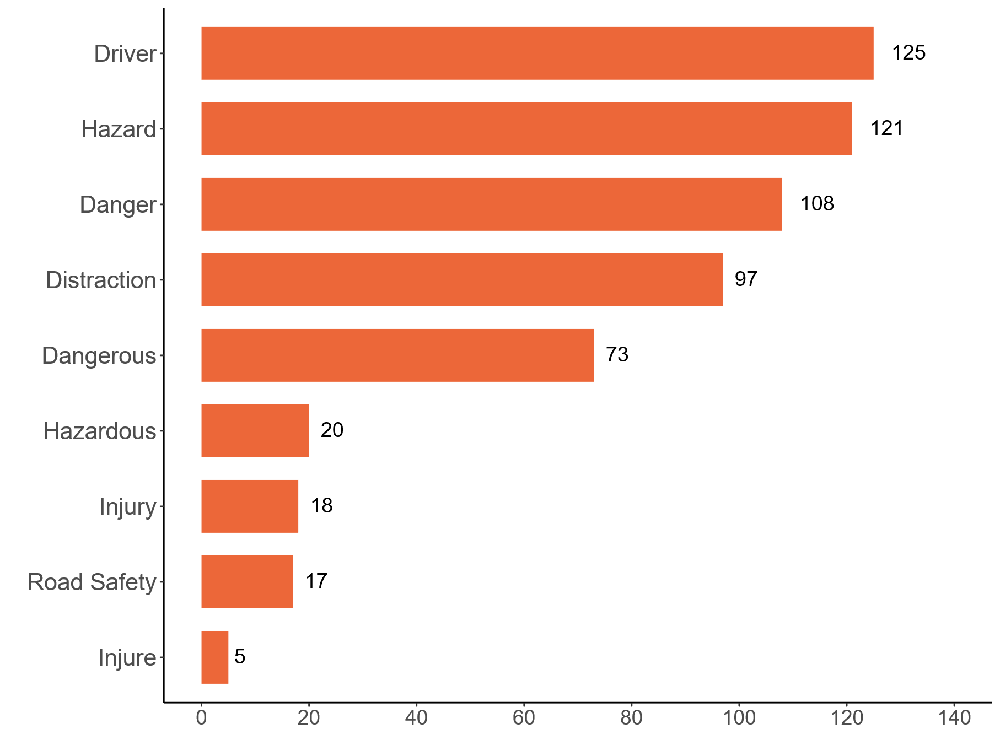 Driver 125
Hazard 121
Danger 108
Distraction 97
Dangerous 73
Hazardous 20
Injury 18
Road Safety 17
Injure 5
0 20 40 60 80 100 120 140